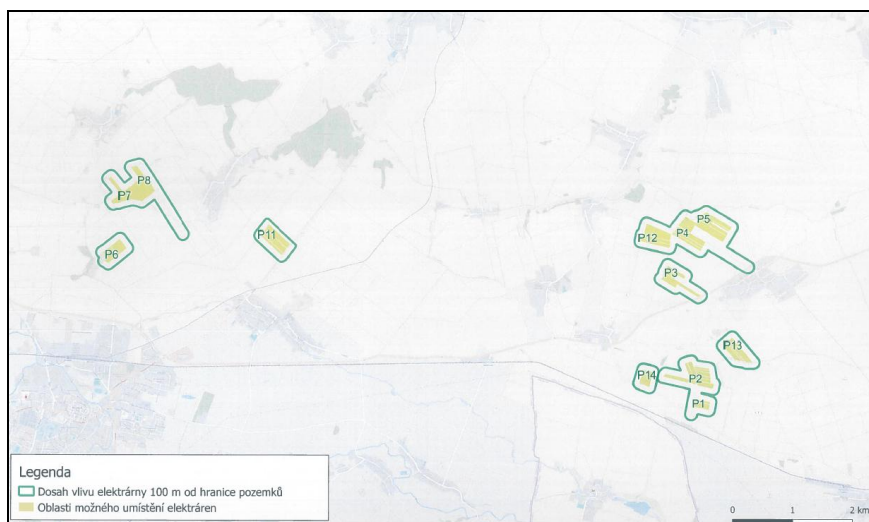 P8
P7
P6
P11
P5
P4
P12
P3
P13
P14
P2
P1
Legenda
Dosah vlivu elektrárny 100 m od hranice pozemků
Oblasti možného umístění elektráren
0 1 2 km